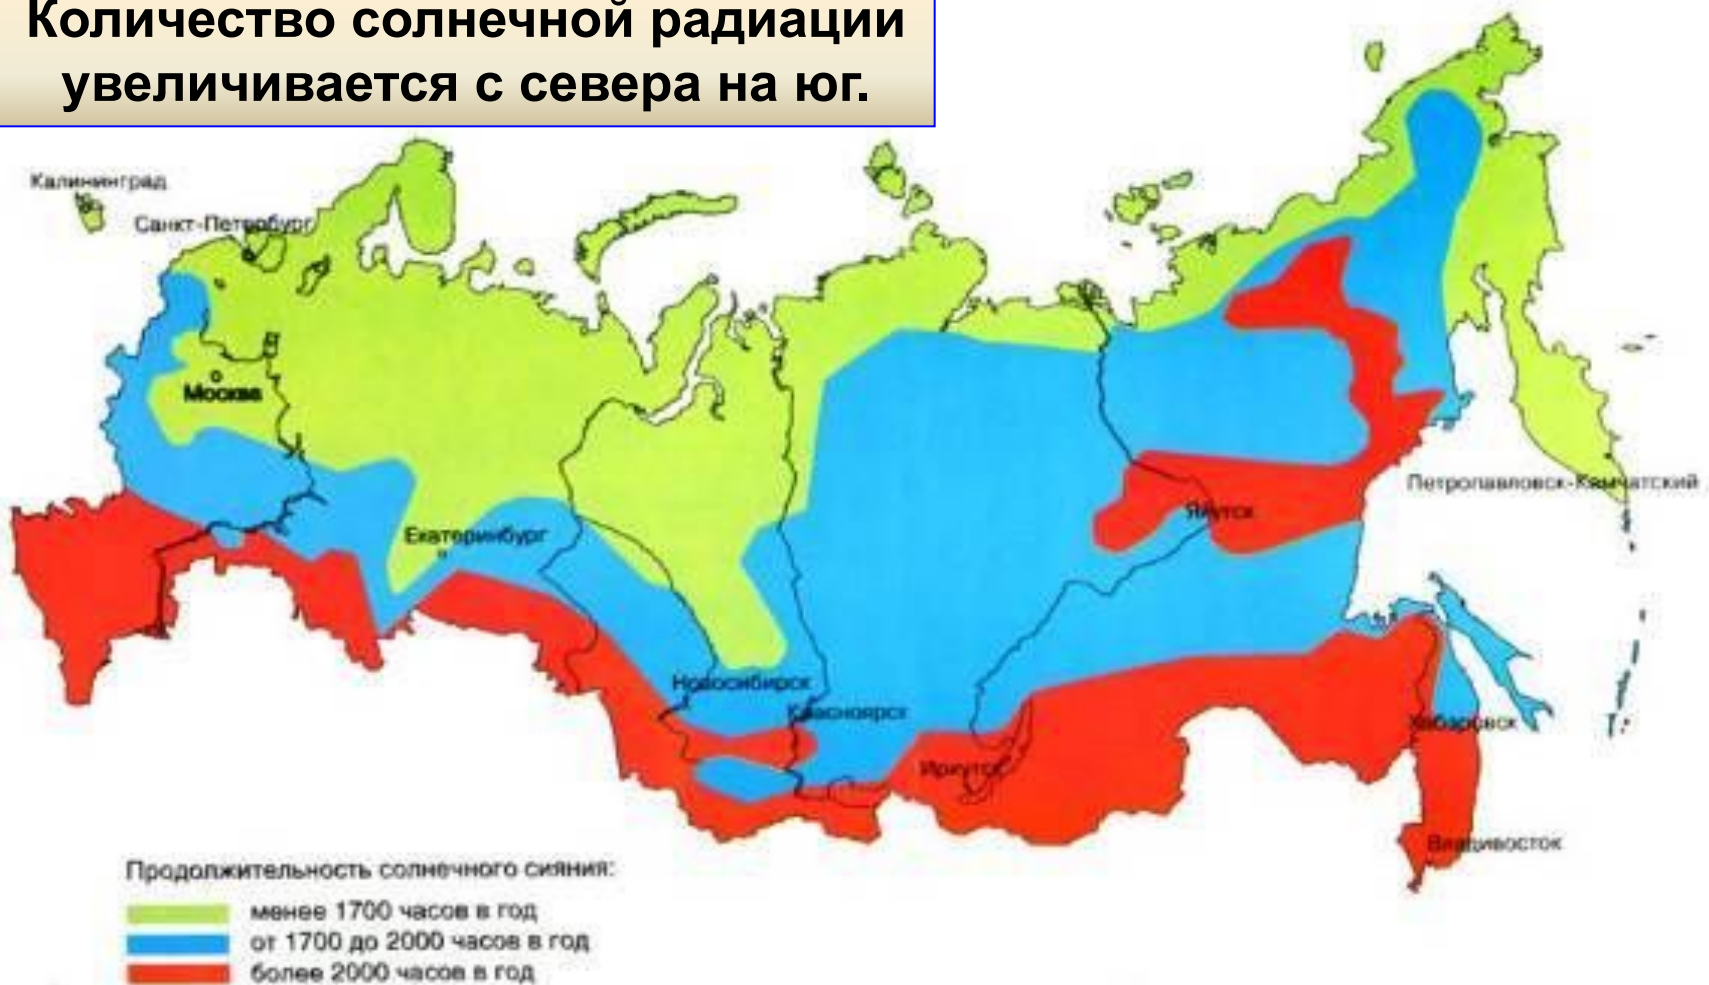 Количество солнечной радиации
увеличивается с севера на юг.
Калининград
Санкт-Петербург
Москва
Петропавловск-Камчатский
Якутск
Екатеринбург
Новосибирск
Красноярск
Хабаровск
Иркутск
Владивосток
Продолжительность солнечного сияния:
менее 1700 часов в год
от 1700 до 2000 часов в год
более 2000 часов в год